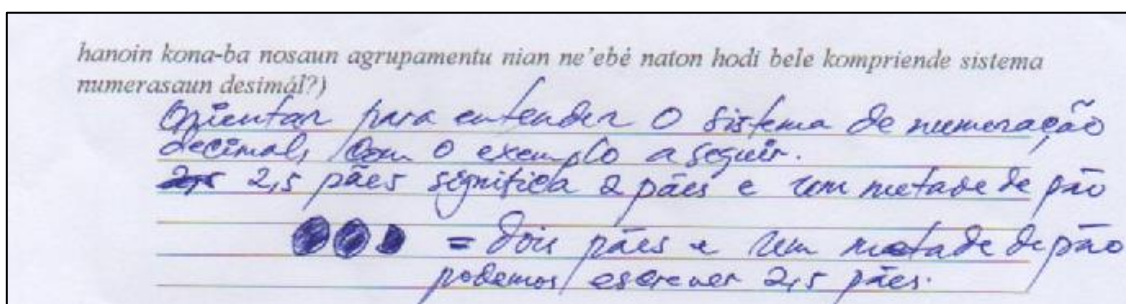 hanoin kona-ba nosaun agrupamentu nian ne'ebé naton hodi bele kompriende sistema
numerasaun desimál?)
Orientar para entender o sistema de numeração
decimal, com o exemplo a seguir.
2,5 pães significa 2 pães e um metade de pão
= dois pães e um metade de pão
podemos escrever 2,5 pães.